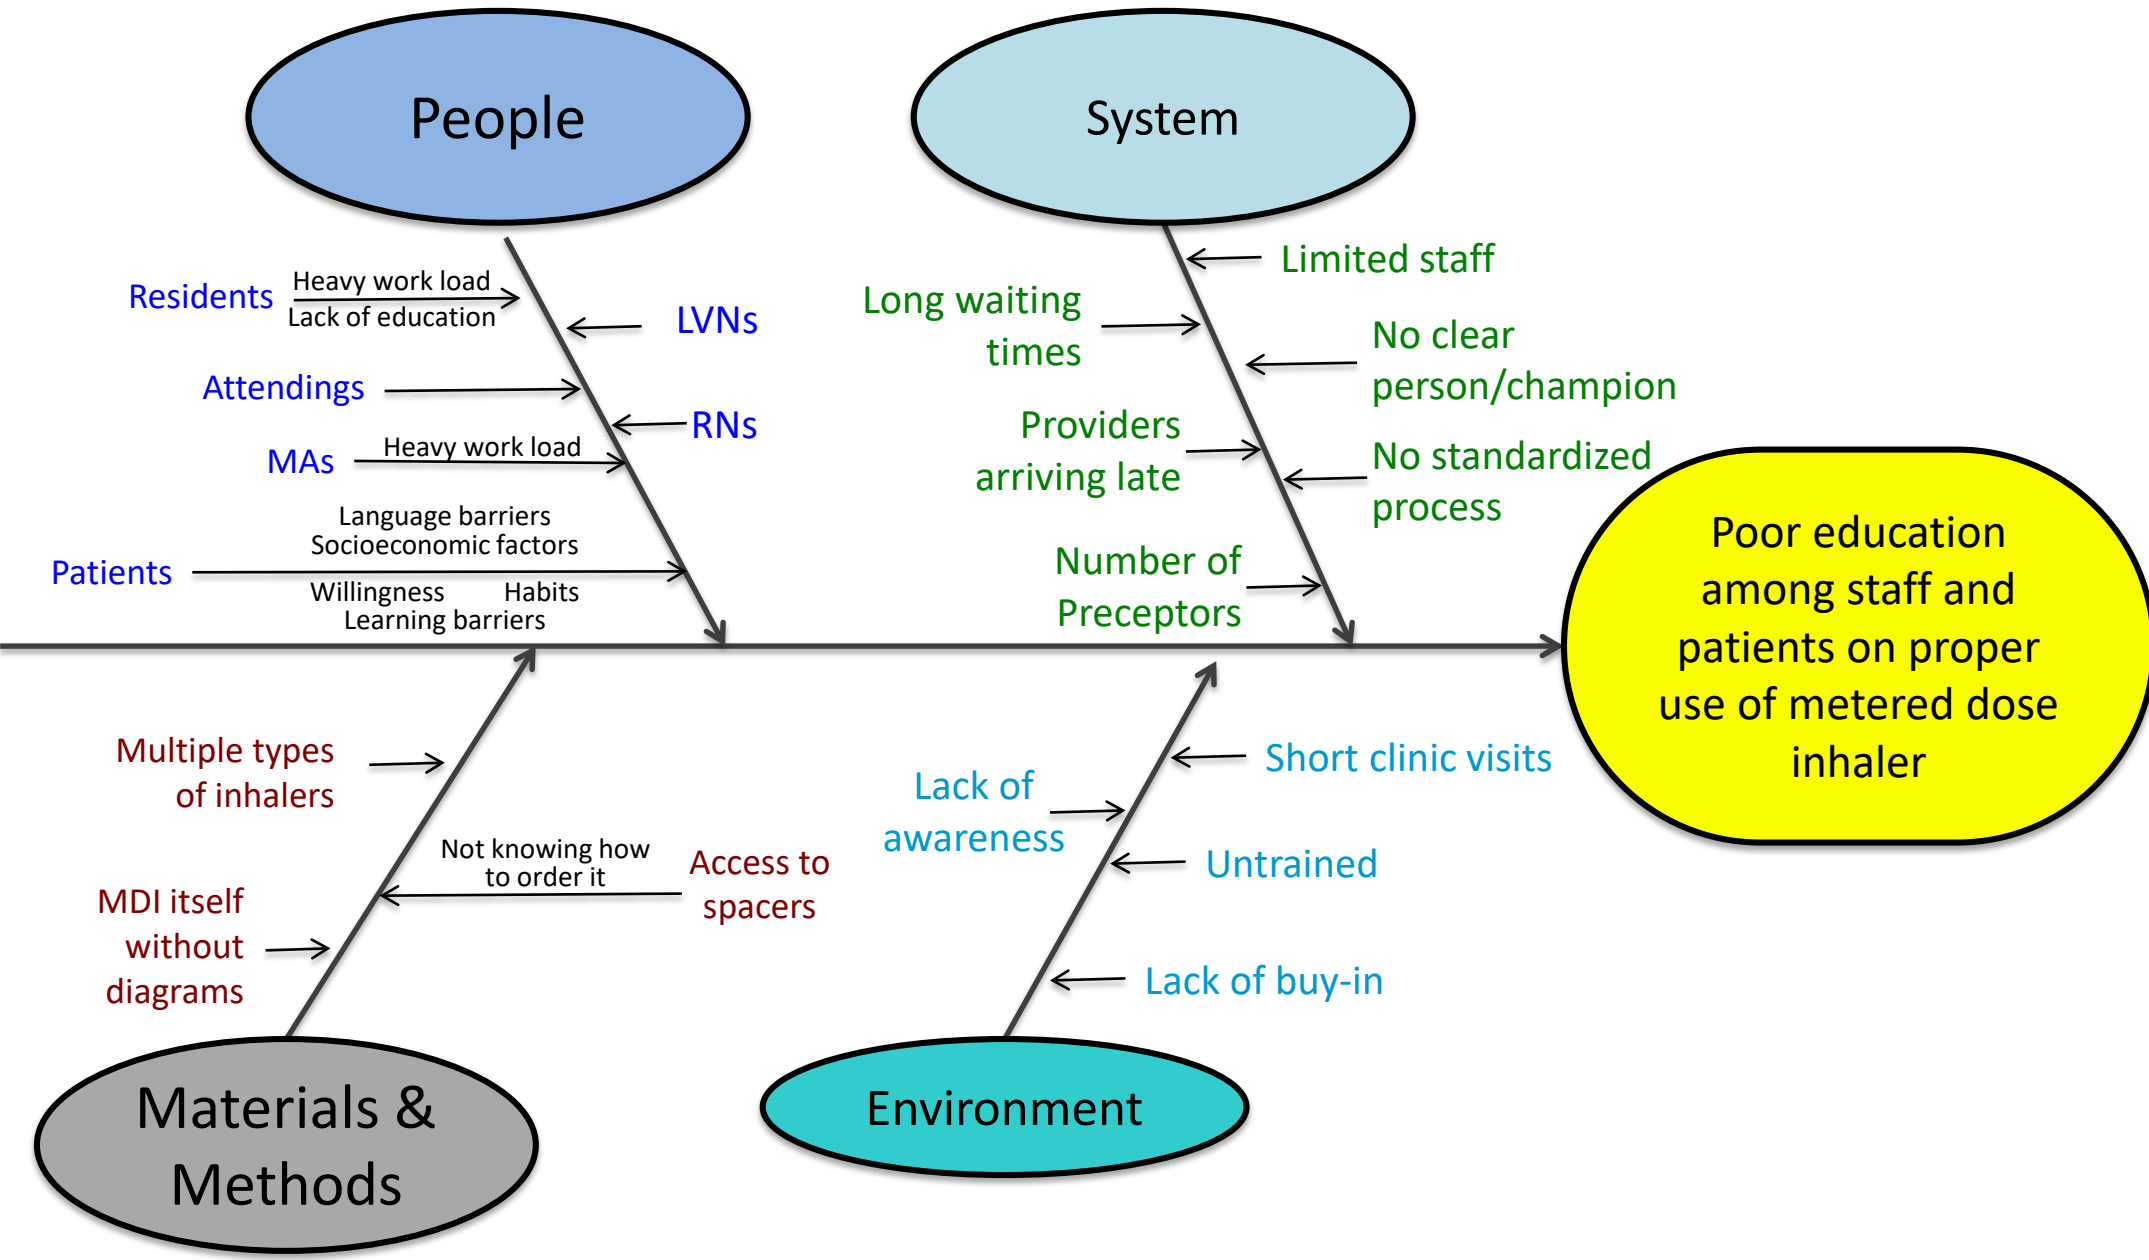 People
System
Residents
Heavy work load
Lack of education
LVNs
Attendings
RNs
MAs
Heavy work load
Patients
Language barriers
Socioeconomic factors
Willingness
Habits
Learning barriers
Limited staff
Long waiting
times
No clear
person/champion
Providers
arriving late
No standardized
process
Number of
Preceptors
Poor education
among staff and
patients on proper
use of metered dose
inhaler
Multiple types
of inhalers
Not knowing how
to order it
Access to
spacers
MDI itself
without
diagrams
Short clinic visits
Lack of
awareness
Untrained
Lack of buy-in
Materials &
Methods
Environment